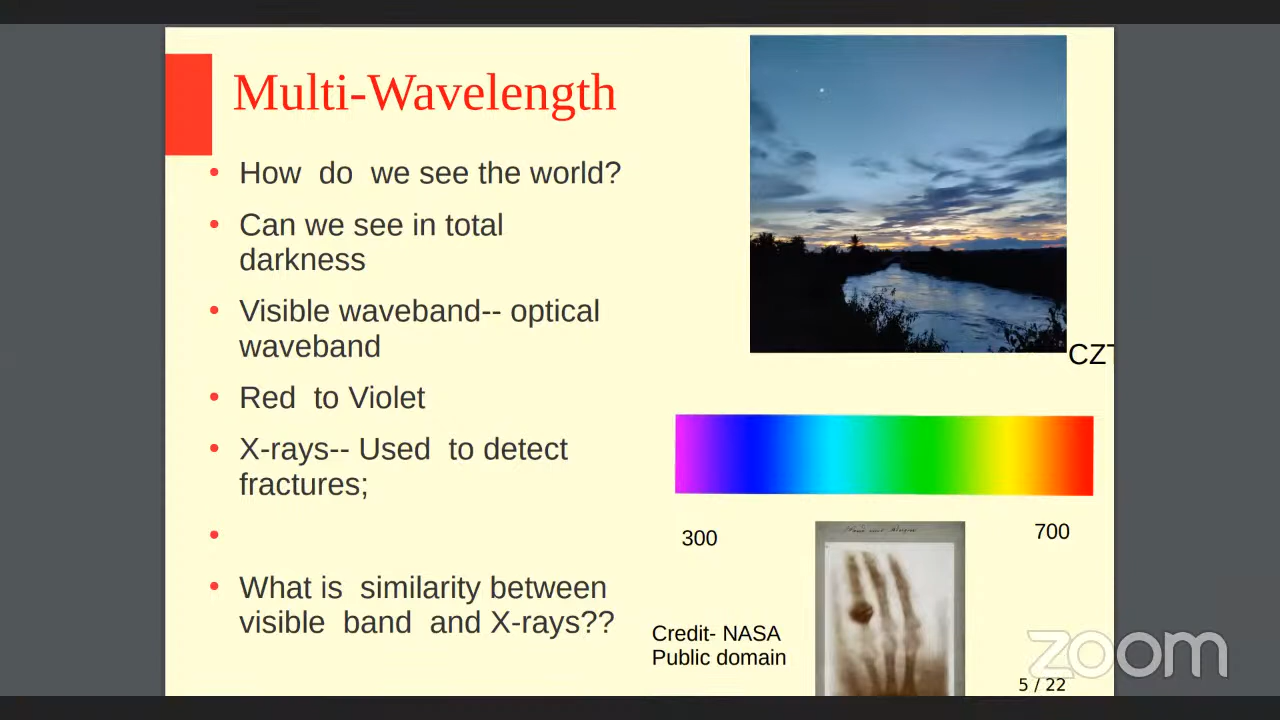 Multi-Wavelength
• How do we see the world?
• Can we see in total
darkness
• Visible waveband-- optical
waveband
• Red to Violet
• X-rays-- Used to detect
fractures;
•
• What is similarity between
visible band and X-rays??
CZT
300
700
Credit- NASA
Public domain
zoom
5 / 22